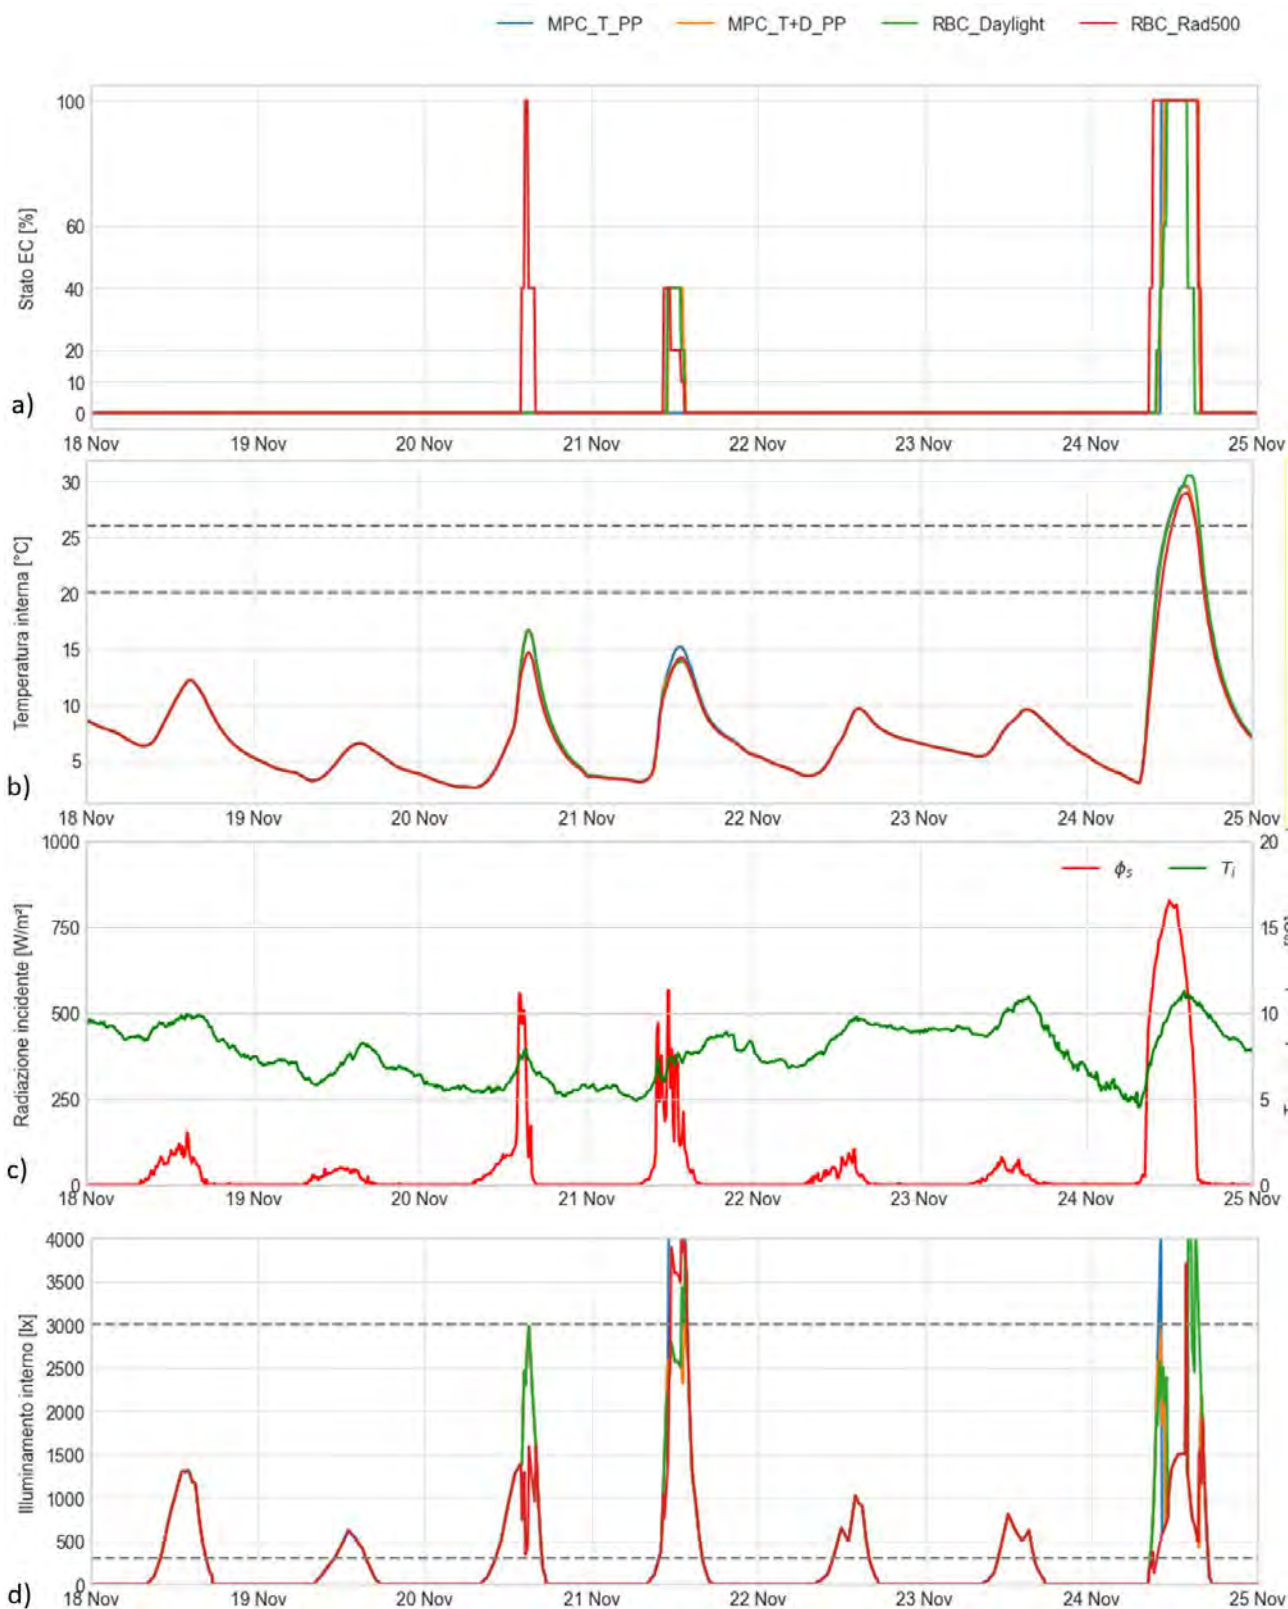 MPC_T_PP MPC_T+D_PP RBC_Daylight RBC_Rad500
100
60
40
20
10
0
Stato EC [%]
a)
18 Nov 19 Nov 20 Nov 21 Nov 22 Nov 23 Nov 24 Nov 25 Nov
30
25
20
15
10
5
Temperatura interna [°C]
b)
18 Nov 19 Nov 20 Nov 21 Nov 22 Nov 23 Nov 24 Nov 25 Nov
1000 20
ϕs Ti
750 15
500 10
250 5
0 0
Radiazione incidente [W/m²]
c)
18 Nov 19 Nov 20 Nov 21 Nov 22 Nov 23 Nov 24 Nov 25 Nov
4000
3500
3000
2500
2000
1500
1000
500
0
Illuminamento interno [lx]
d)
18 Nov 19 Nov 20 Nov 21 Nov 22 Nov 23 Nov 24 Nov 25 Nov